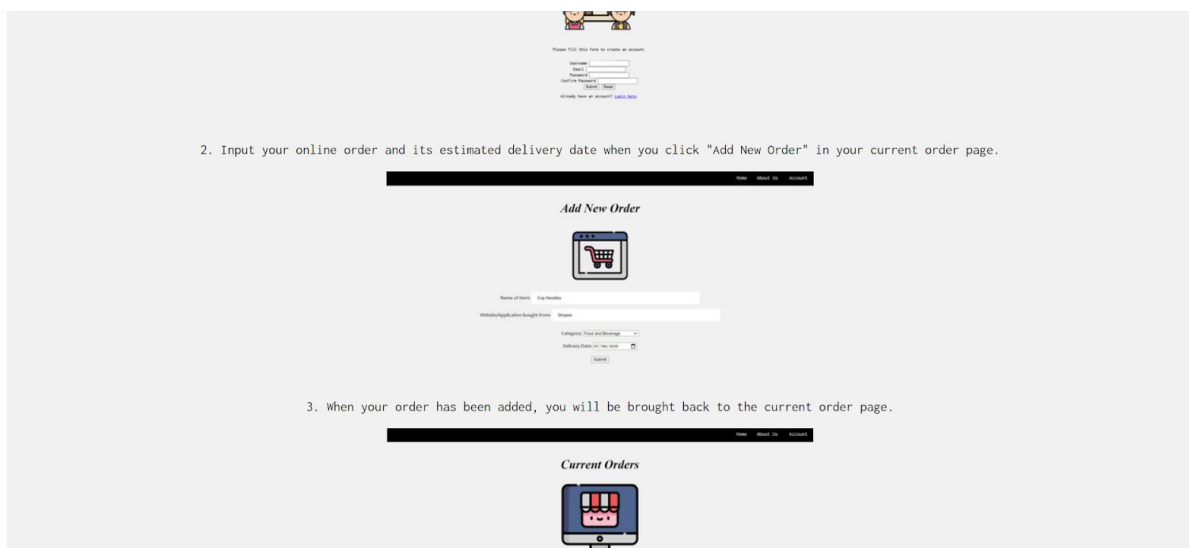 Please fill this form to create an account.
Username
Email
Password
Confirm Password
Submit Reset
Already have an account? Login here.
2. Input your online order and its estimated delivery date when you click "Add New Order" in your current order page.
Home About Us Account
Add New Order
Name of Item: Cup Noodles
Website/Application bought from: Shopee
Category: Food and Beverage
Delivery Date:
Submit
3. When your order has been added, you will be brought back to the current order page.
Home About Us Account
Current Orders